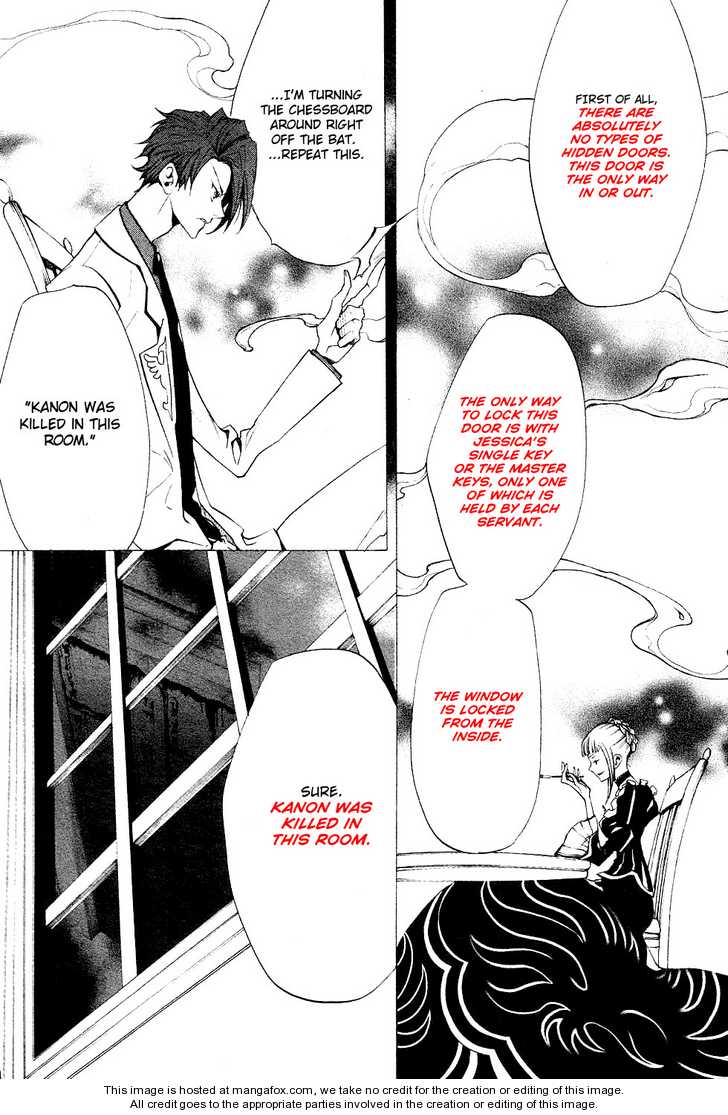 FIRST OF ALL,
THERE ARE
ABSOLUTELY
NO TYPES OF
HIDDEN DOORS.
THIS DOOR IS
THE ONLY WAY
IN OR OUT.
THE ONLY WAY
TO LOCK THIS
DOOR IS WITH
JESSICA'S
SINGLE KEY
OR THE MASTER
KEYS, ONLY ONE
OF WHICH IS
HELD BY EACH
SERVANT.
THE WINDOW
IS LOCKED
FROM THE
INSIDE.
...I'M TURNING
THE CHESSBOARD
AROUND RIGHT
OFF THE BAT.
...REPEAT THIS.
"KANON WAS
KILLED IN THIS
ROOM."
SURE.
KANON WAS
KILLED IN
THIS ROOM.
This image is hosted at mangafox.com, we take no credit for the creation or editing of this image.
All credit goes to the appropriate parties involved in the creation or editing of this image.